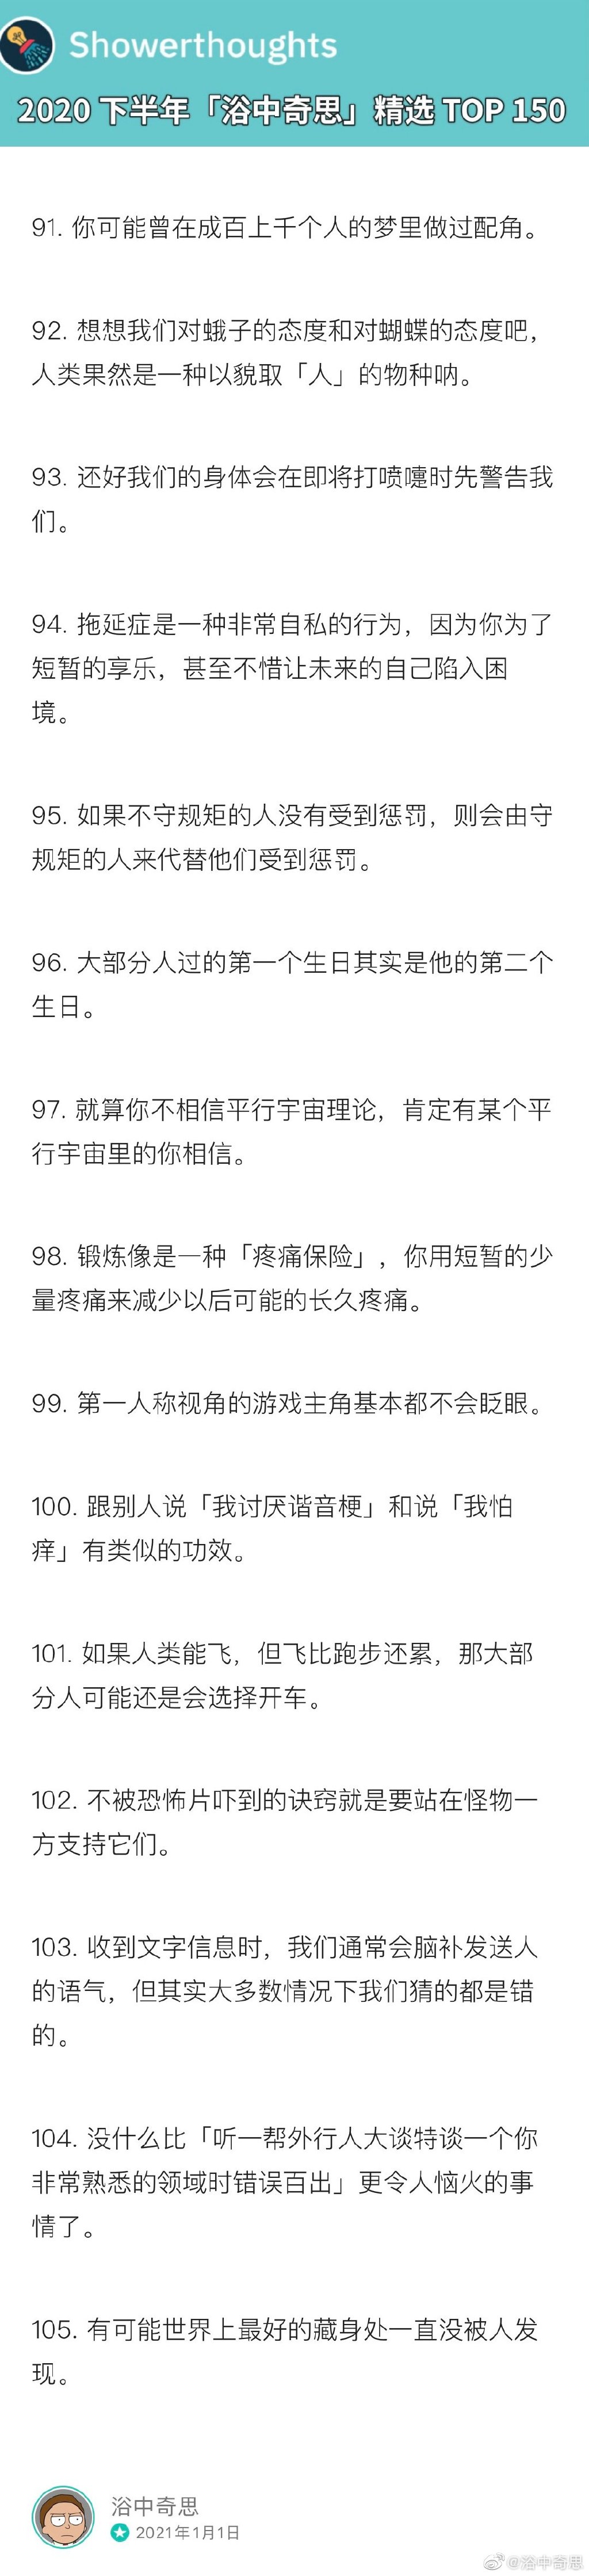 Showerthoughts
2020 下半年「浴中奇思」精选 TOP 150
91. 你可能曾在成百上千个人的梦里做过配角。
92. 想想我们对蛾子的态度和对蝴蝶的态度吧，
人类果然是一种以貌取「人」的物种呐。
93. 还好我们的身体会在即将打喷嚏时先警告我
们。
94. 拖延症是一种非常自私的行为，因为你为了
短暂的享乐，甚至不惜让未来的自己陷入困
境。
95. 如果不守规矩的人没有受到惩罚，则会由守
规矩的人来代替他们受到惩罚。
96. 大部分人过的第一个生日其实是他的第二个
生日。
97. 就算你不相信平行宇宙理论，肯定有某个平
行宇宙里的你相信。
98. 锻炼像是一种「疼痛保险」，你用短暂的少
量疼痛来减少以后可能的长久疼痛。
99. 第一人称视角的游戏主角基本都不会眨眼。
100. 跟别人说「我讨厌谐音梗」和说「我怕
痒」有类似的功效。
101. 如果人类能飞，但飞比跑步还累，那大部
分人可能还是会选择开车。
102. 不被恐怖片吓到的诀窍就是要站在怪物一
方支持它们。
103. 收到文字信息时，我们通常会脑补发送人
的语气，但其实大多数情况下我们猜的都是错
的。
104. 没什么比「听一帮外行人大谈特谈一个你
非常熟悉的领域时错误百出」更令人恼火的事
情了。
105. 有可能世界上最好的藏身处一直没被人发
现。
浴中奇思
2021年1月1日
@浴中奇思